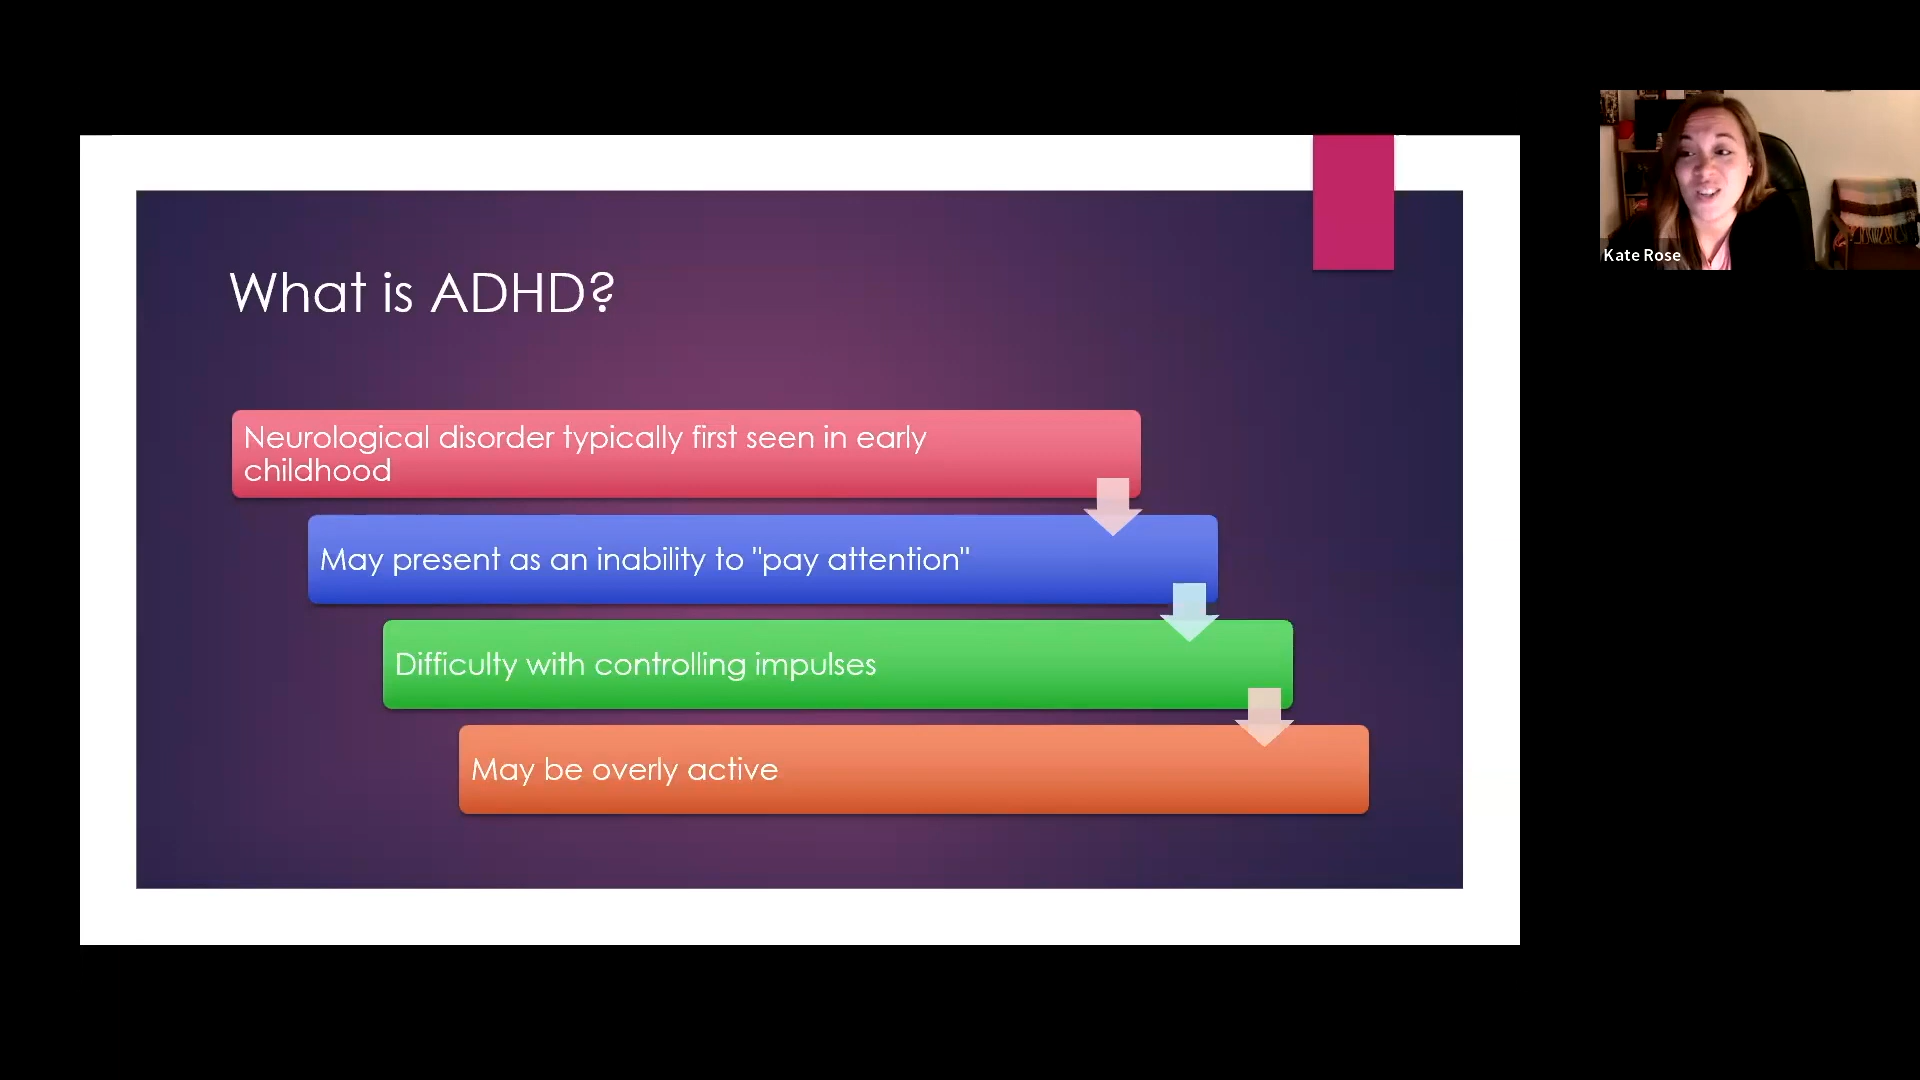 What is ADHD?
Neurological disorder typically first seen in early
childhood
May present as an inability to "pay attention"
Difficulty with controlling impulses
May be overly active
Kate Rose